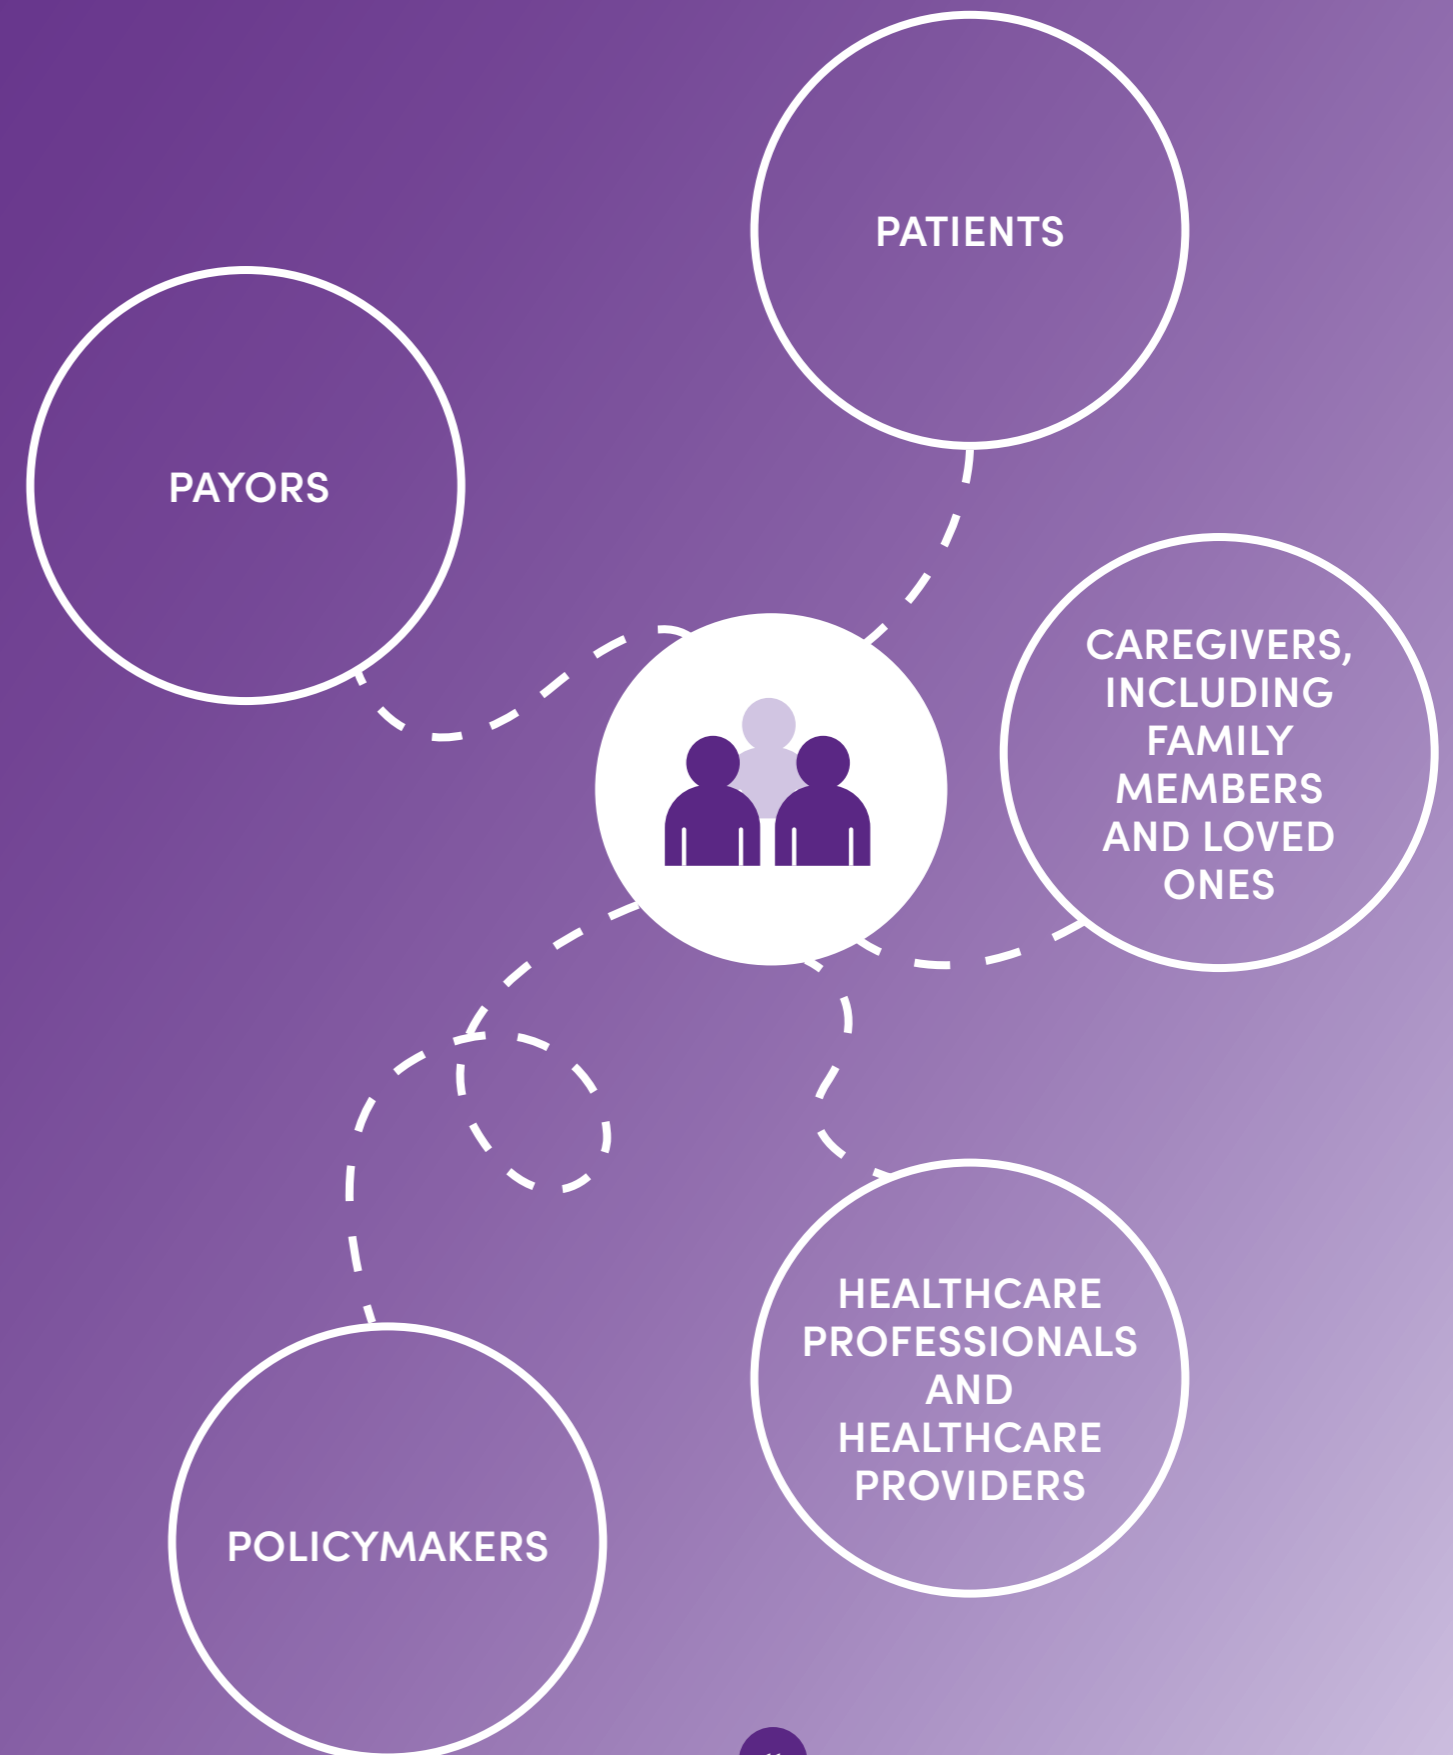 PATIENTS
PAYORS
CAREGIVERS,
INCLUDING
FAMILY
MEMBERS
AND LOVED
ONES
HEALTHCARE
PROFESSIONALS
AND
HEALTHCARE
PROVIDERS
POLICYMAKERS